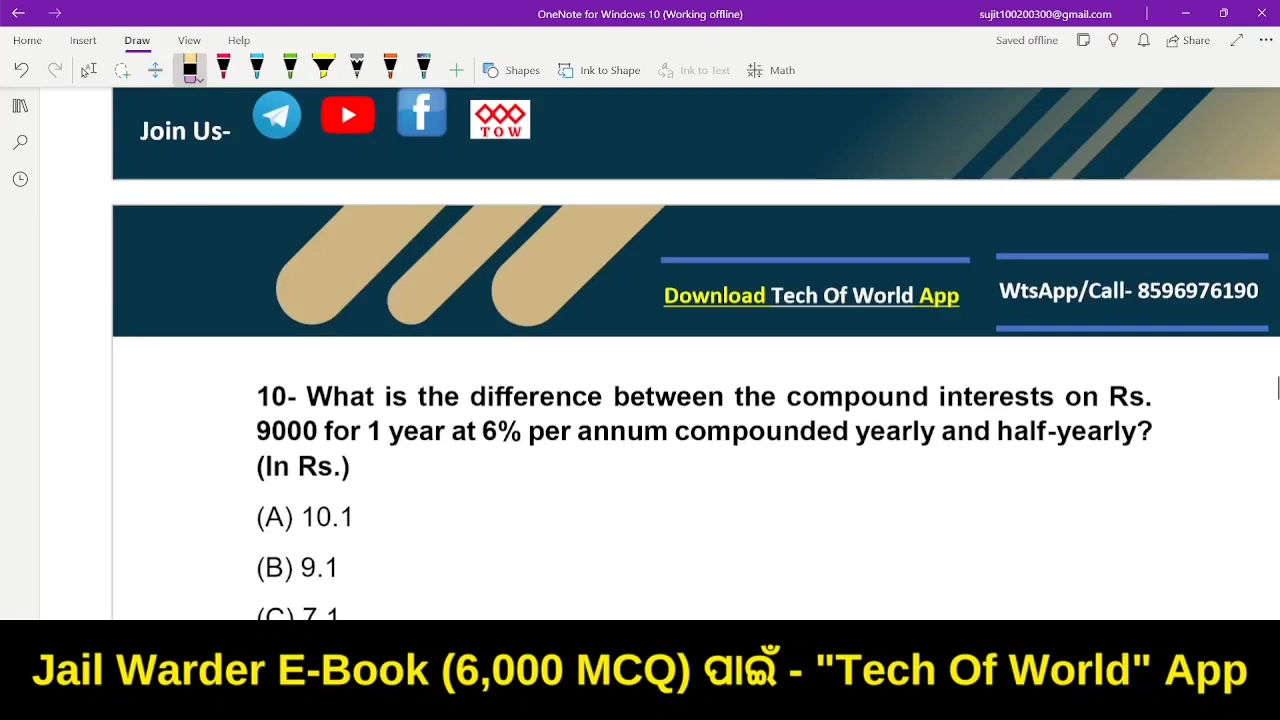 OneNote for Windows 10 (Working offline)
sujit100200300@gmail.com
Home Insert Draw View Help
Saved offline
Share
Shapes
Ink to Shape
Ink to Text
Math
Join Us-
f
TOW
Download Tech Of World App
WtsApp/Call- 8596976190
10- What is the difference between the compound interests on Rs.
9000 for 1 year at 6% per annum compounded yearly and half-yearly?
(In Rs.)
(A) 10.1
(B) 9.1
(C) 7.1
Jail Warder E-Book (6,000 MCQ) ପାଇଁ - "Tech Of World" App